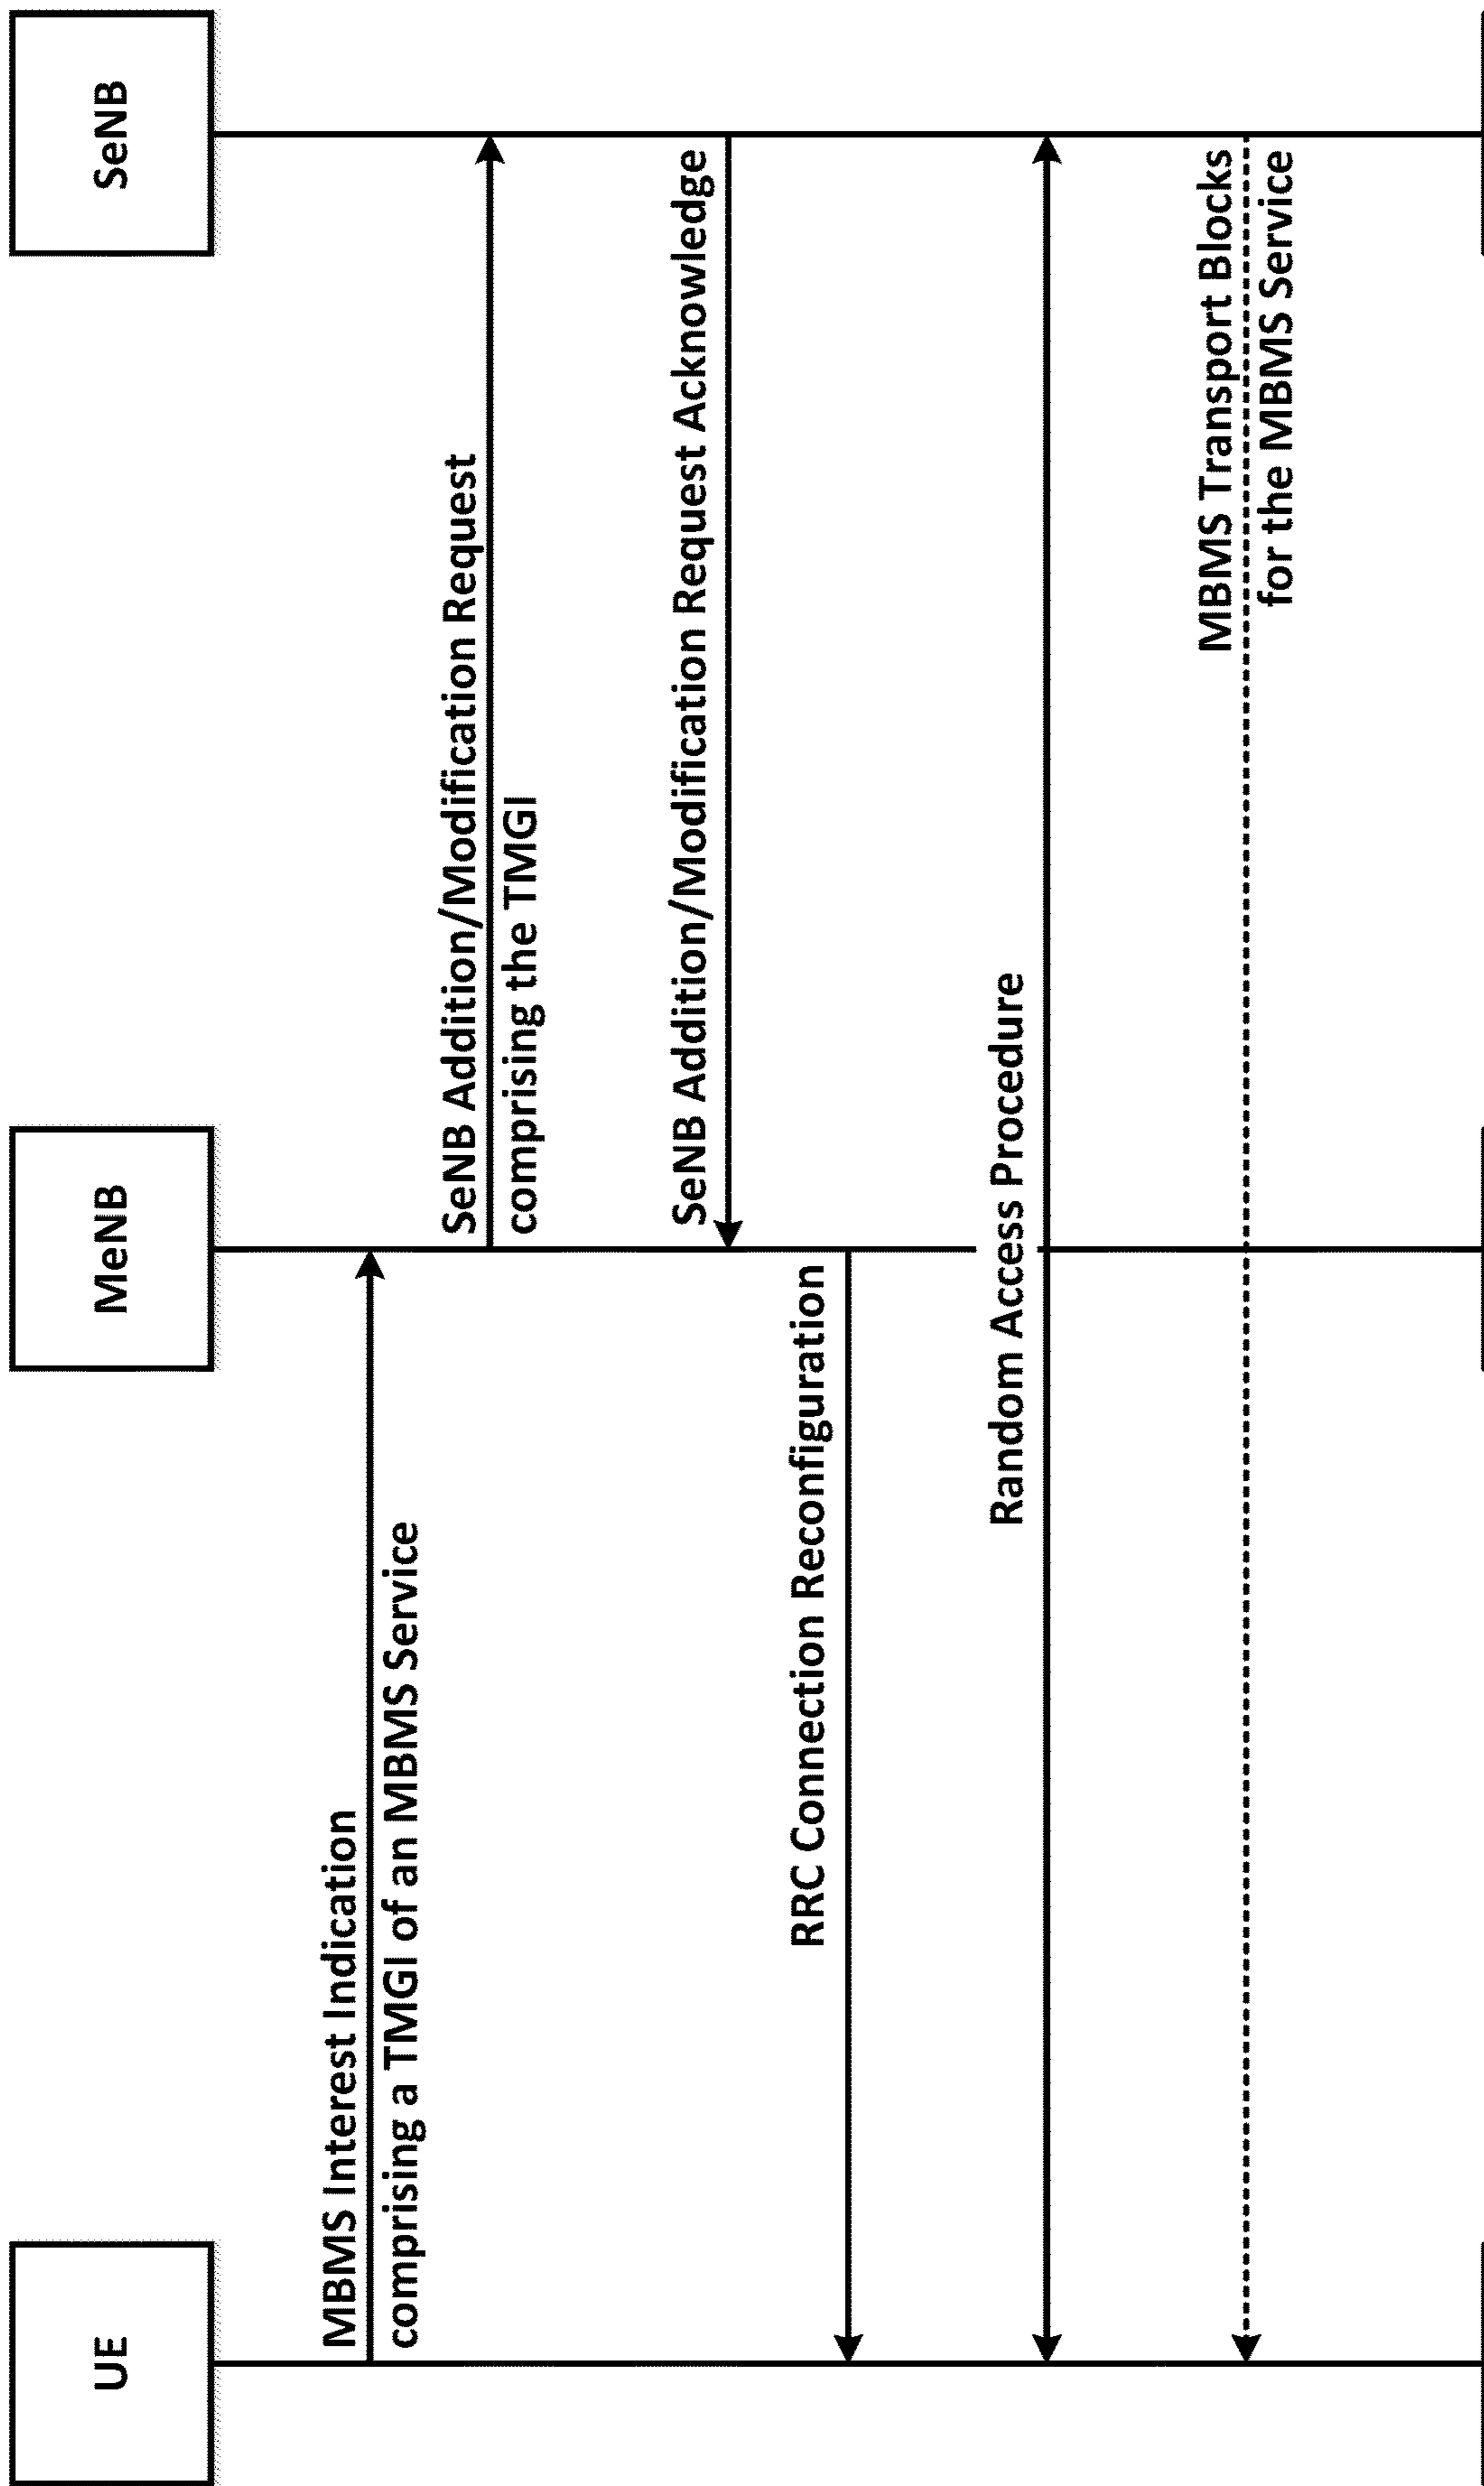 UE
MeNB
SeNB
MBMS Interest Indication
comprising a TMGI of an MBMS Service
SeNB Addition/Modification Request
comprising the TMGI
SeNB Addition/Modification Request Acknowledge
RRC Connection Reconfiguration
Random Access Procedure
MBMS Transport Blocks
for the MBMS Service